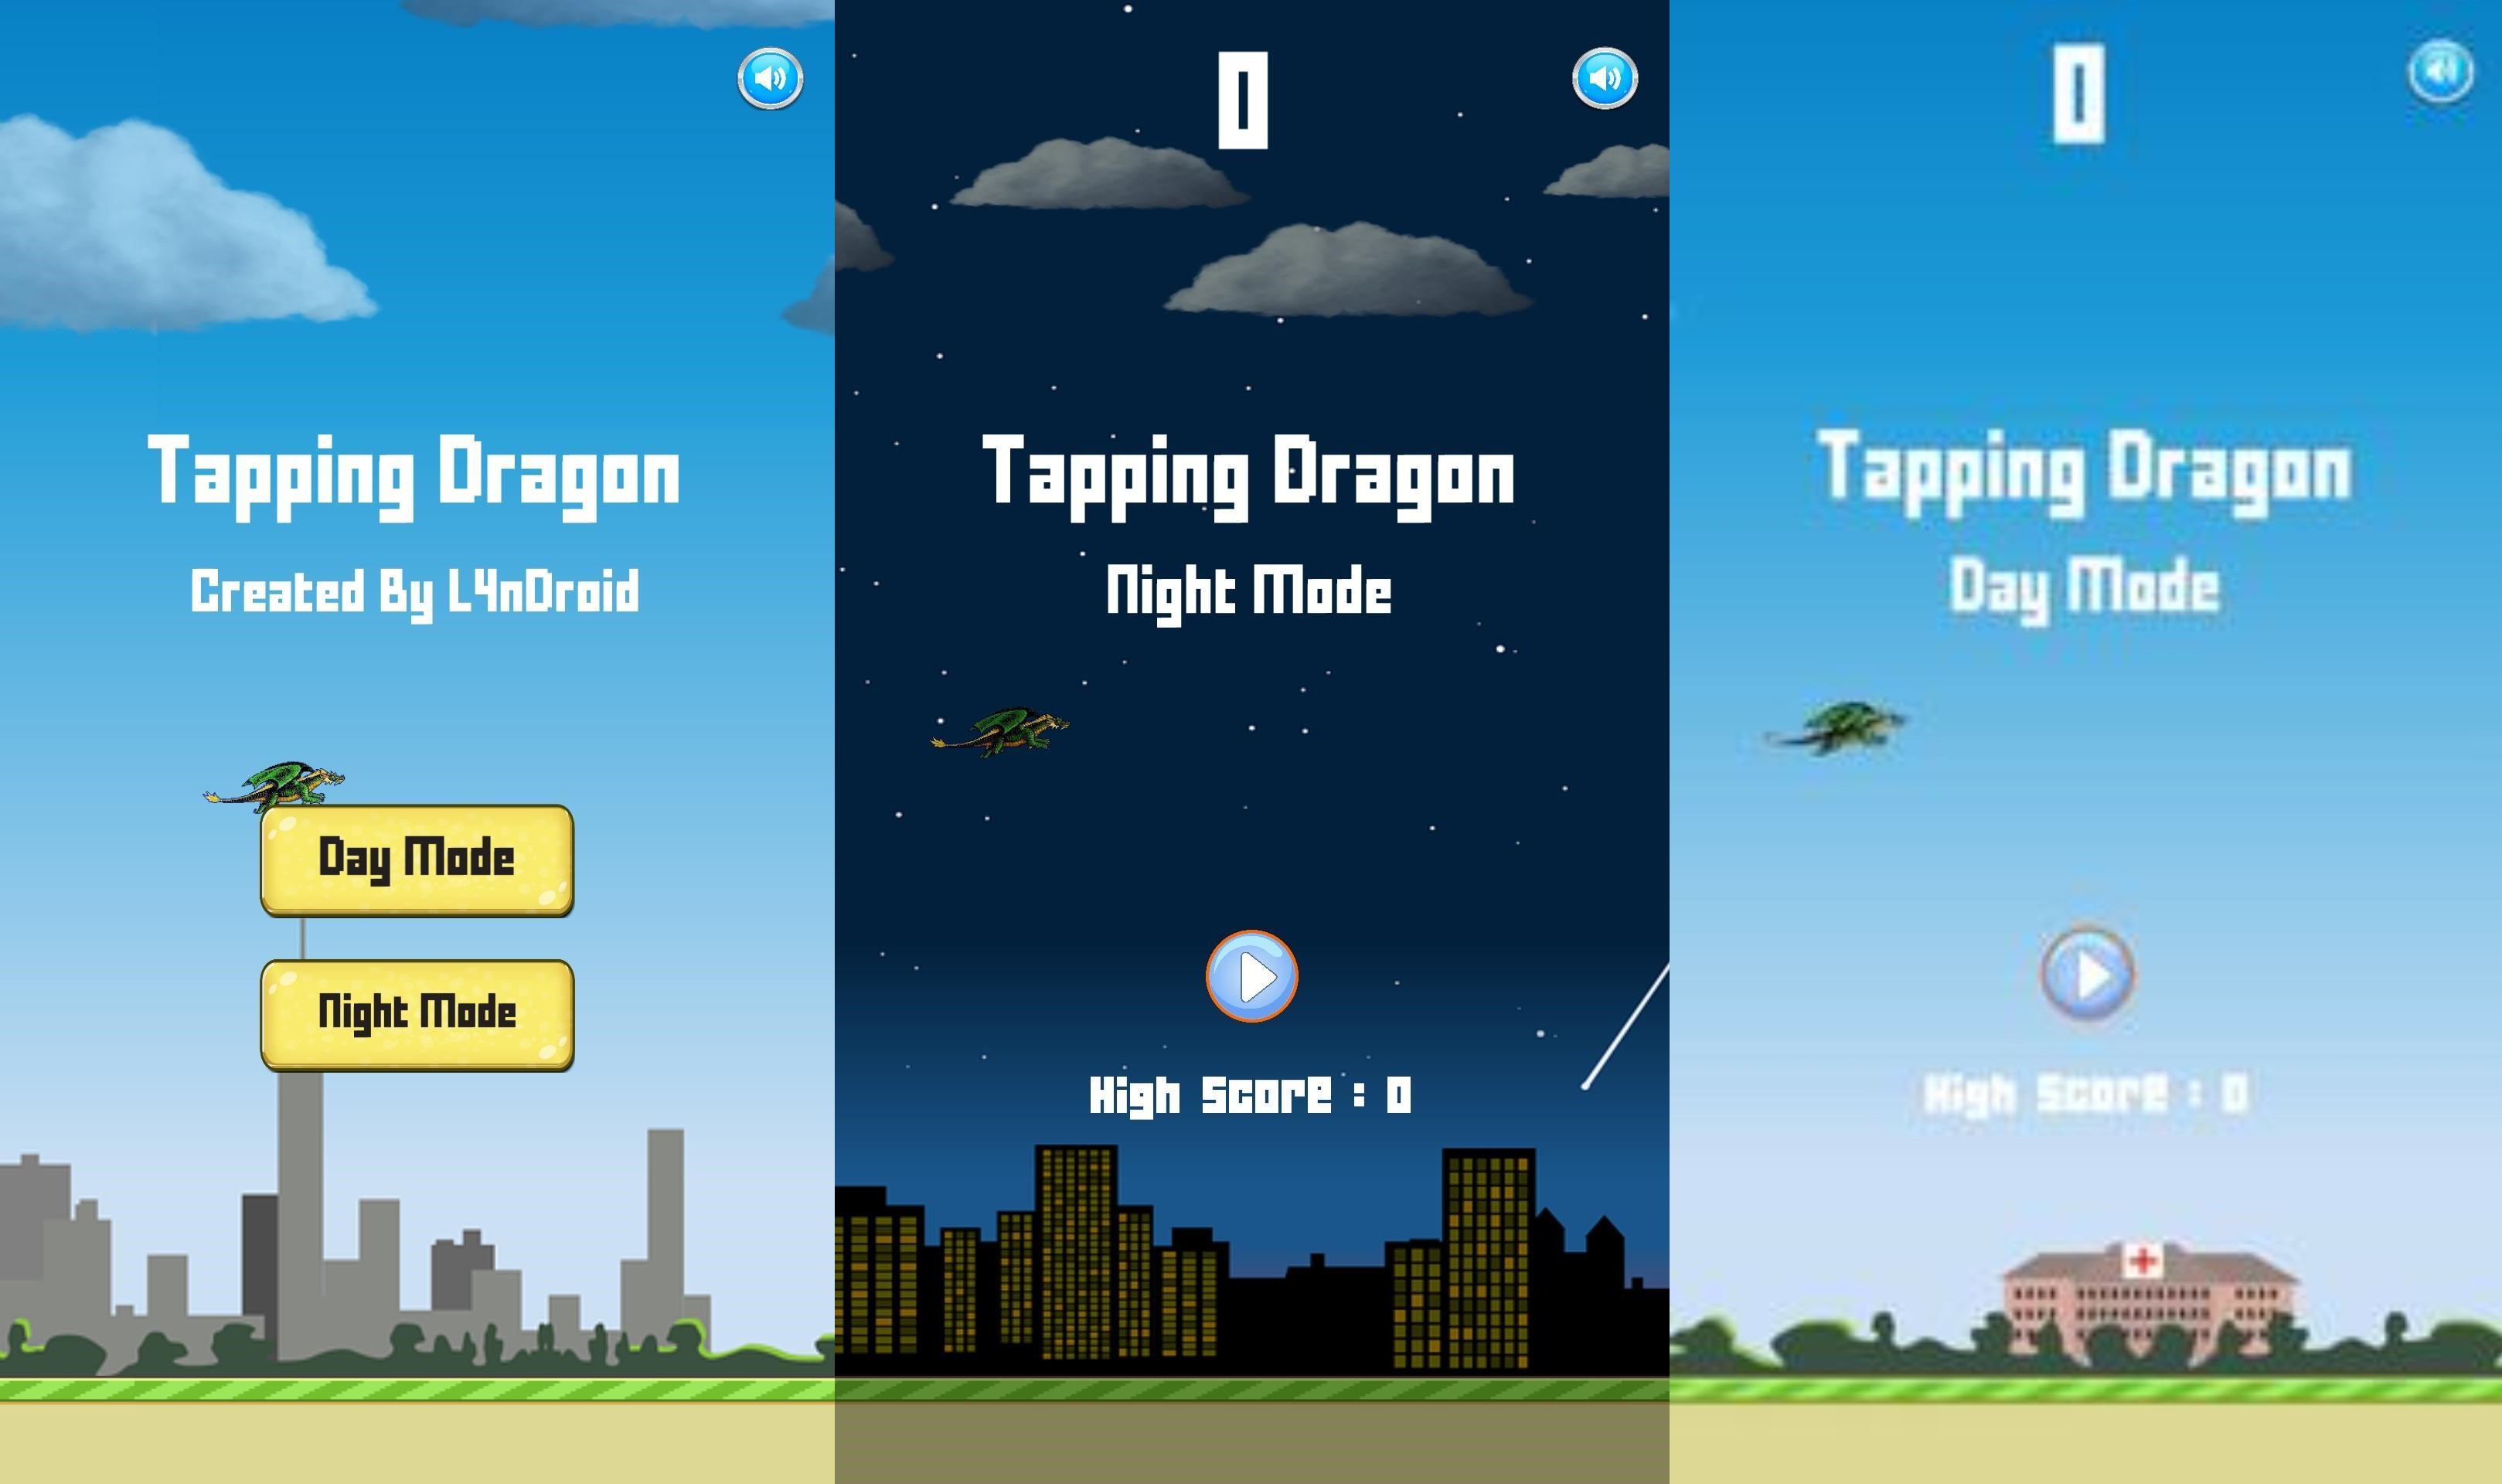 Tapping Dragon
Created By L4nDroid
Day Mode
Night Mode
0
Tapping Dragon
Night Mode
High Score : 0
0
Tapping Dragon
Day Mode
High Score : 0